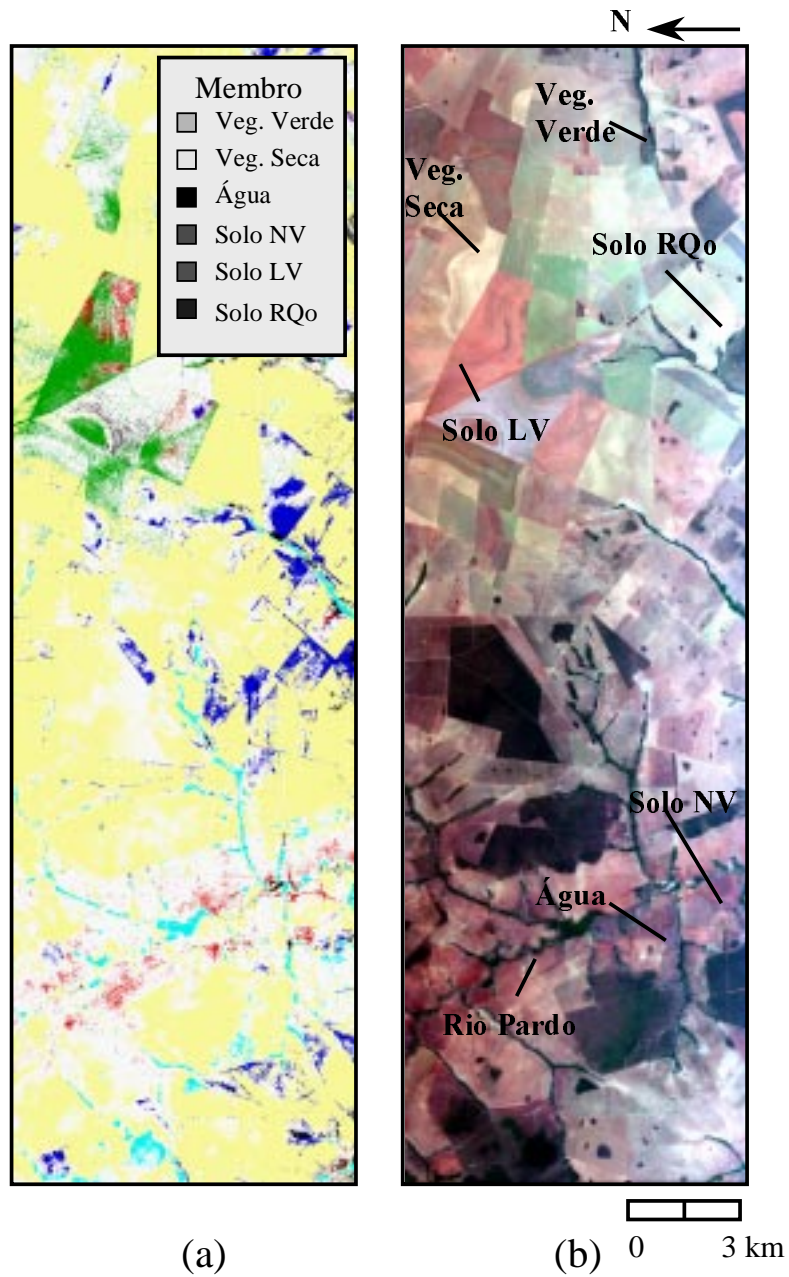 N
Membro
Veg. Verde
Veg. Seca
Água
Solo NV
Solo LV
Solo RQo
Veg.
Verde
Veg.
Seca
Solo RQo
Solo LV
Solo NV
Água
Rio Pardo
(a)
(b)
0
3 km